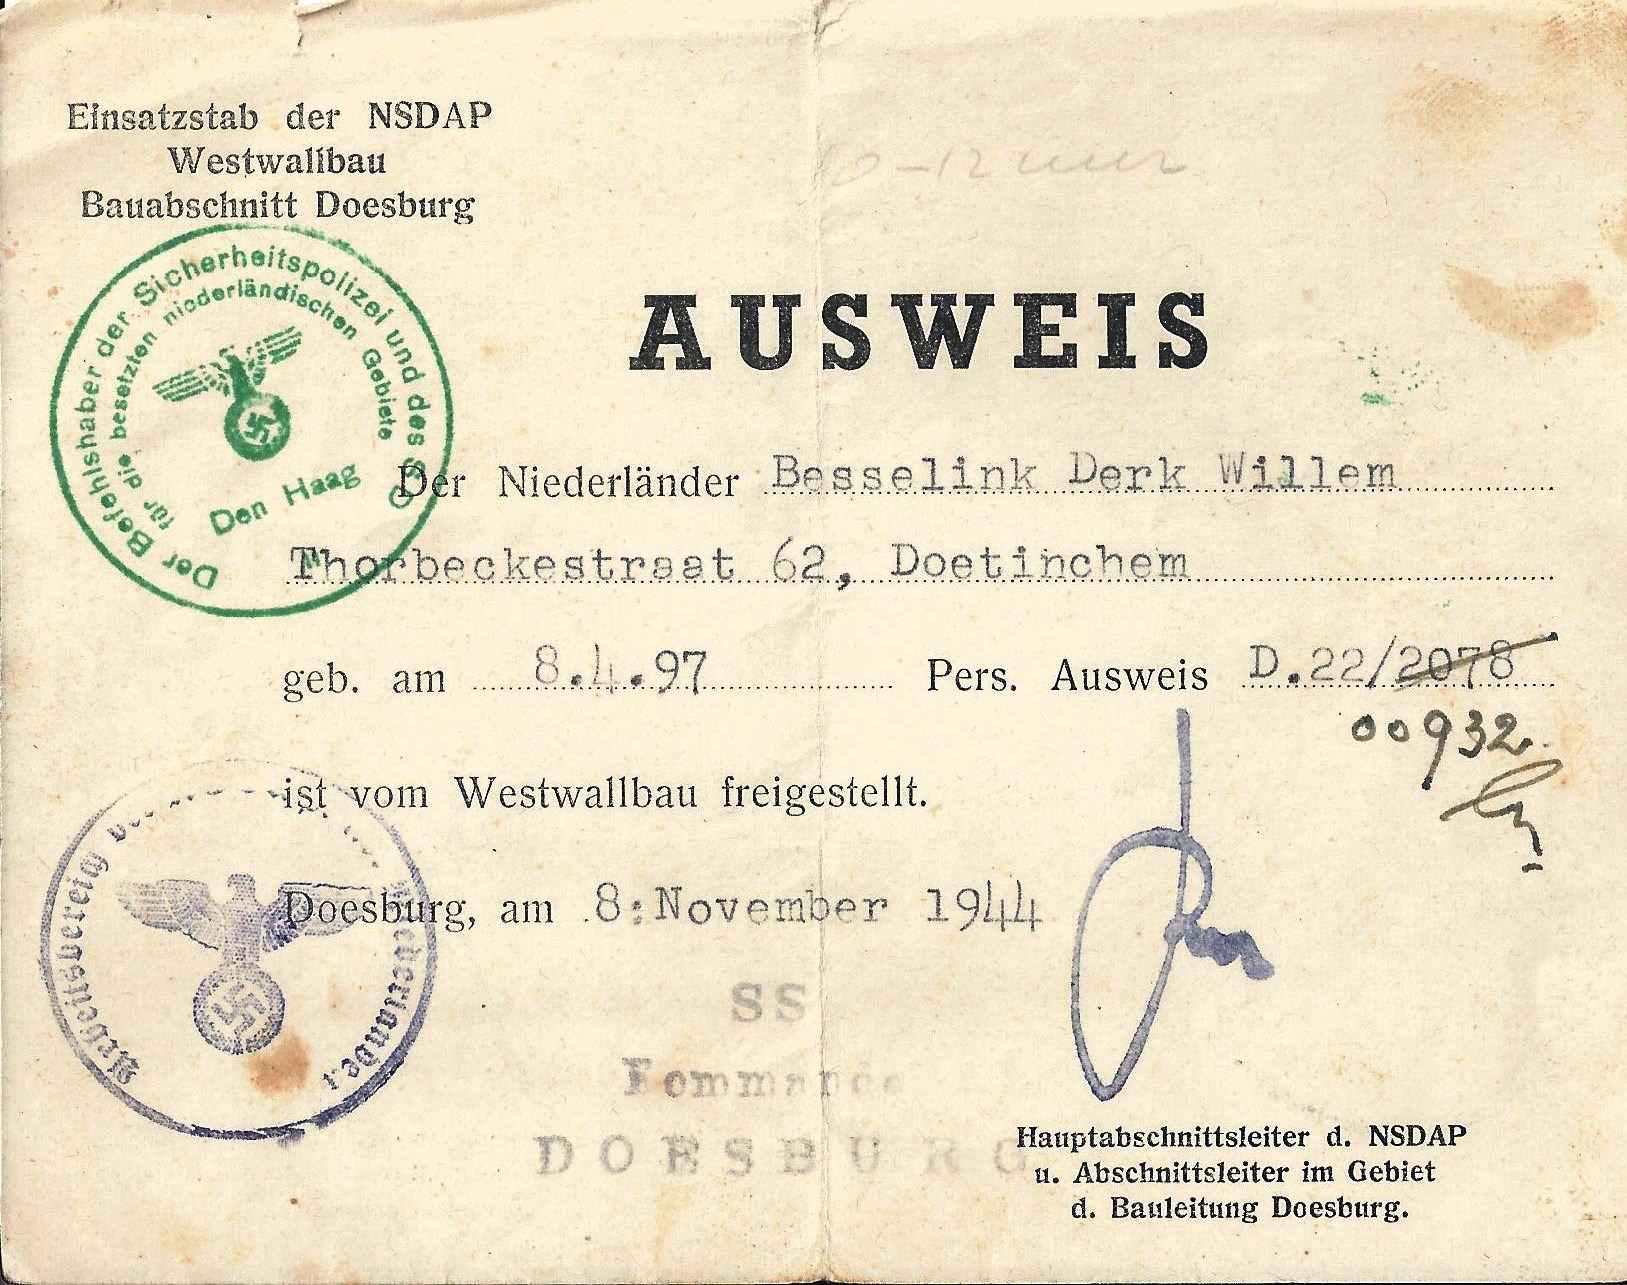 Einsatzstab der NSDAP
Westwallbau
Bauabschnitt Doesburg
Der Befehlshaber der Sicherheitspolizei und des SD
für die besetzten niederländischen Gebiete
Den Haag
AUSWEIS
Der Niederländer Besselink Derk Willem
Thorbeckestraat 62, Doetinchem
geb. am 8.4.97 Pers. Ausweis D.22/2078
00932.
ist vom Westwallbau freigestellt.
Doesburg, am 8.November 1944
Arbeitsbereich Niederlande
SS
Kommando
DOESBURG
Hauptabschnittsleiter d. NSDAP
u. Abschnittsleiter im Gebiet
d. Bauleitung Doesburg.